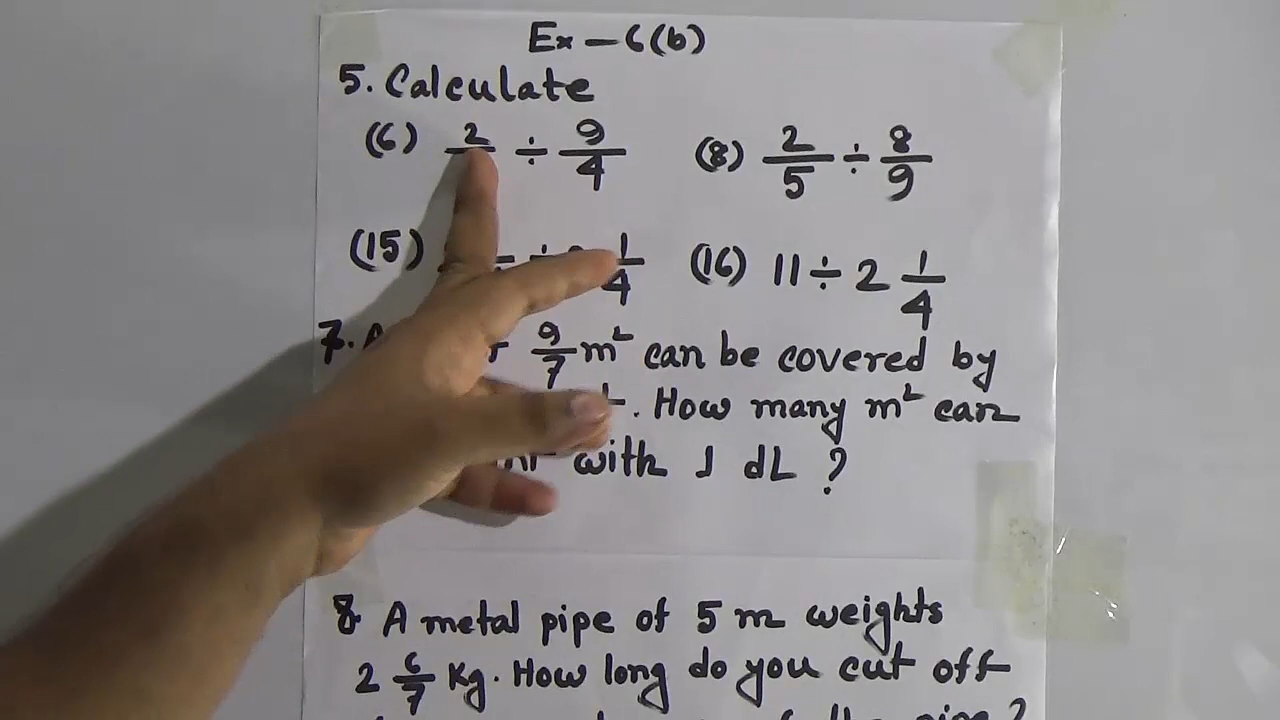 Ex - 6(b)
5. Calculate
(6) 2/ ÷ 9/4 (8) 2/5 ÷ 8/9
(15) ÷ 1/4 (16) 11 ÷ 2 1/4
7. A 9/7 m² can be covered by
. How many m² can
with 1 dL ?
8. A metal pipe of 5 m weights
2 6/7 Kg. How long do you cut off